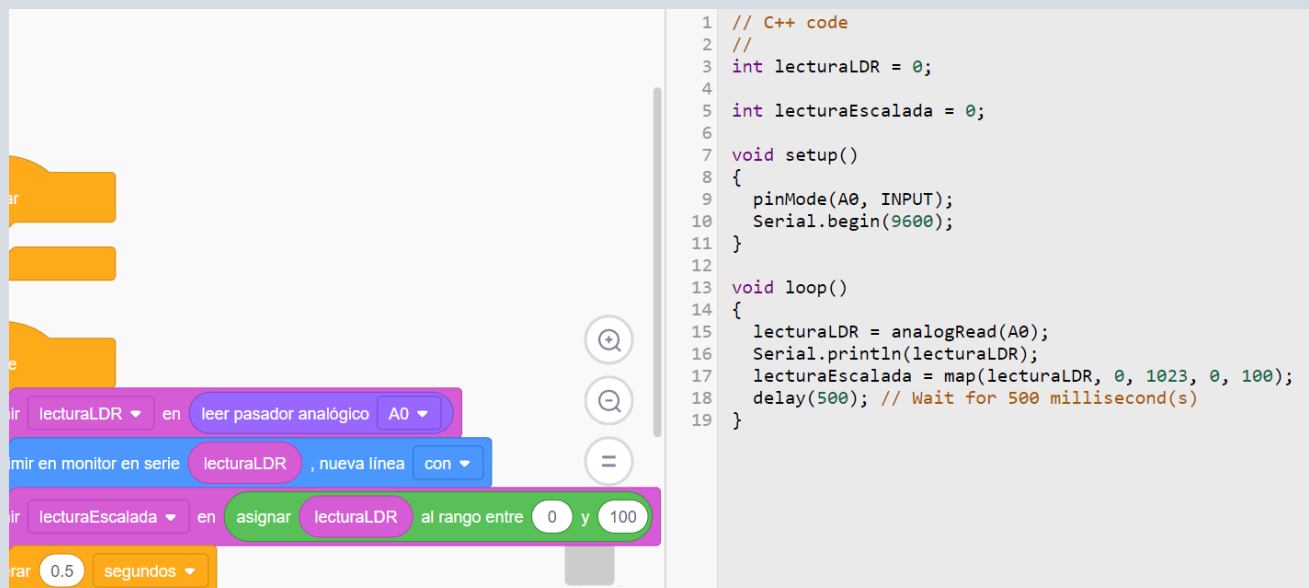 ar
e
ir lecturaLDR en leer pasador analógico A0
mir en monitor en serie lecturaLDR , nueva línea con
ir lecturaEscalada en asignar lecturaLDR al rango entre 0 y 100
rar 0.5 segundos
1 // C++ code
2 //
3 int lecturaLDR = 0;
4
5 int lecturaEscalada = 0;
6
7 void setup()
8 {
9 pinMode(A0, INPUT);
10 Serial.begin(9600);
11 }
12
13 void loop()
14 {
15 lecturaLDR = analogRead(A0);
16 Serial.println(lecturaLDR);
17 lecturaEscalada = map(lecturaLDR, 0, 1023, 0, 100);
18 delay(500); // Wait for 500 millisecond(s)
19 }